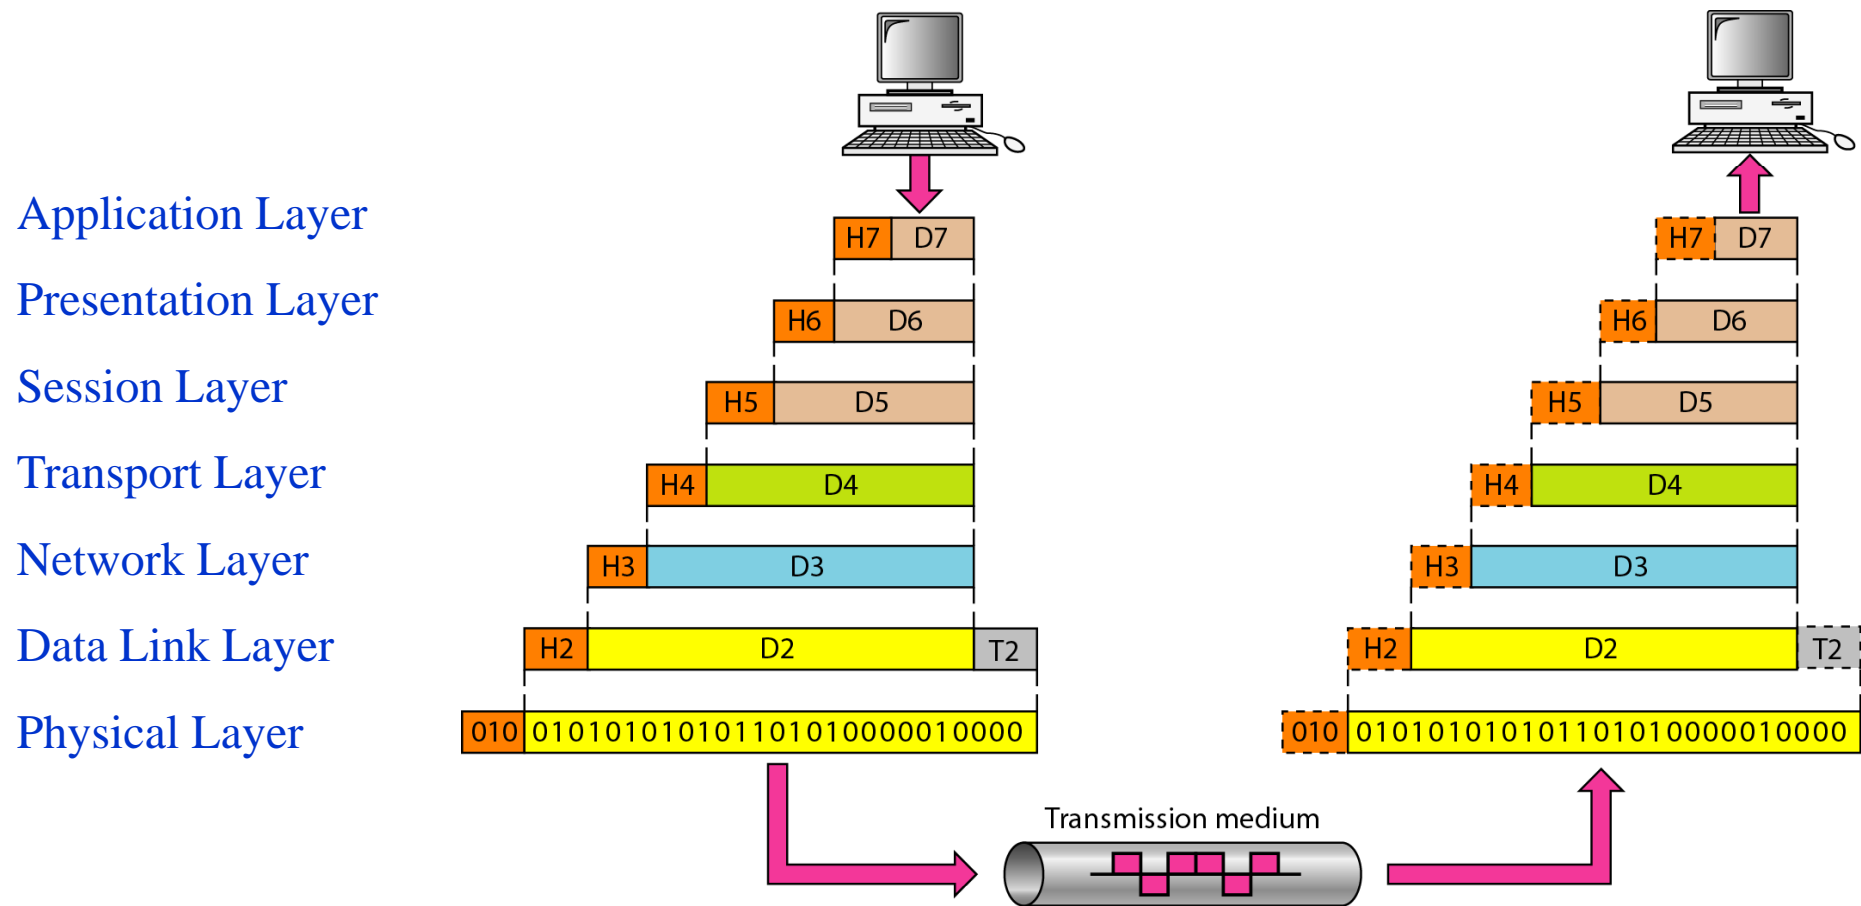 Application Layer
H7 D7
H7 D7
Presentation Layer
H6 D6
H6 D6
Session Layer
H5 D5
H5 D5
Transport Layer
H4 D4
H4 D4
Network Layer
H3 D3
H3 D3
Data Link Layer
H2 D2 T2
H2 D2 T2
Physical Layer
010 010101010101101010000010000
010 010101010101101010000010000
Transmission medium